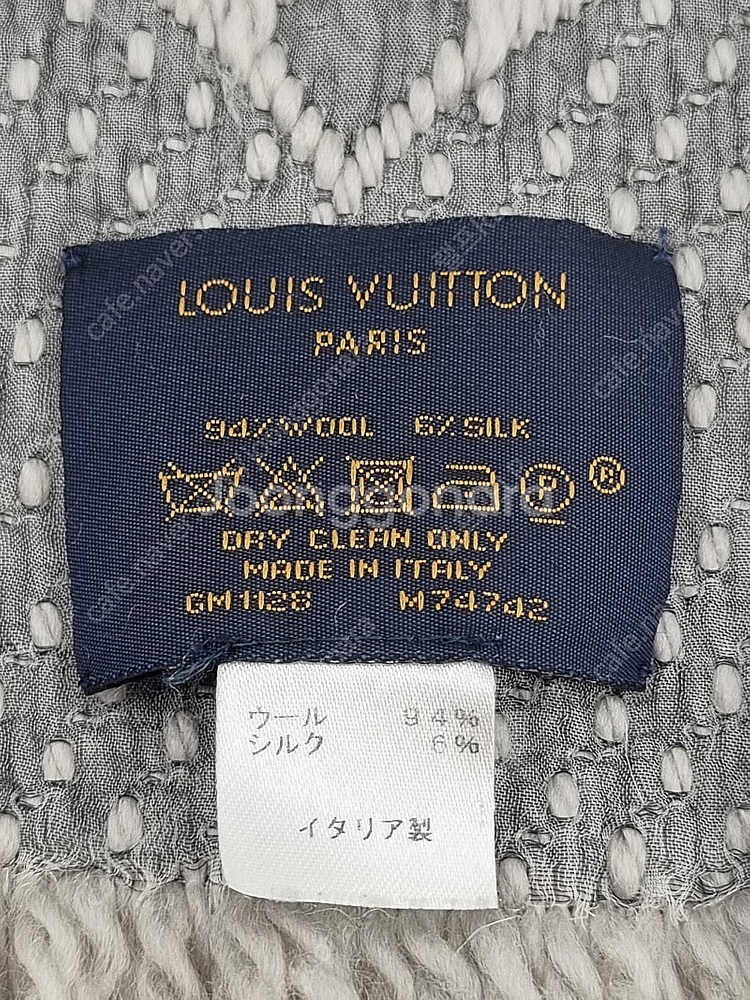 LOUIS VUITTON
PARIS
94% WOOL 6% SILK
P ®
DRY CLEAN ONLY
MADE IN ITALY
GM1128 M74742
ウール 94%
シルク 6%
イタリア製
Joonggonara